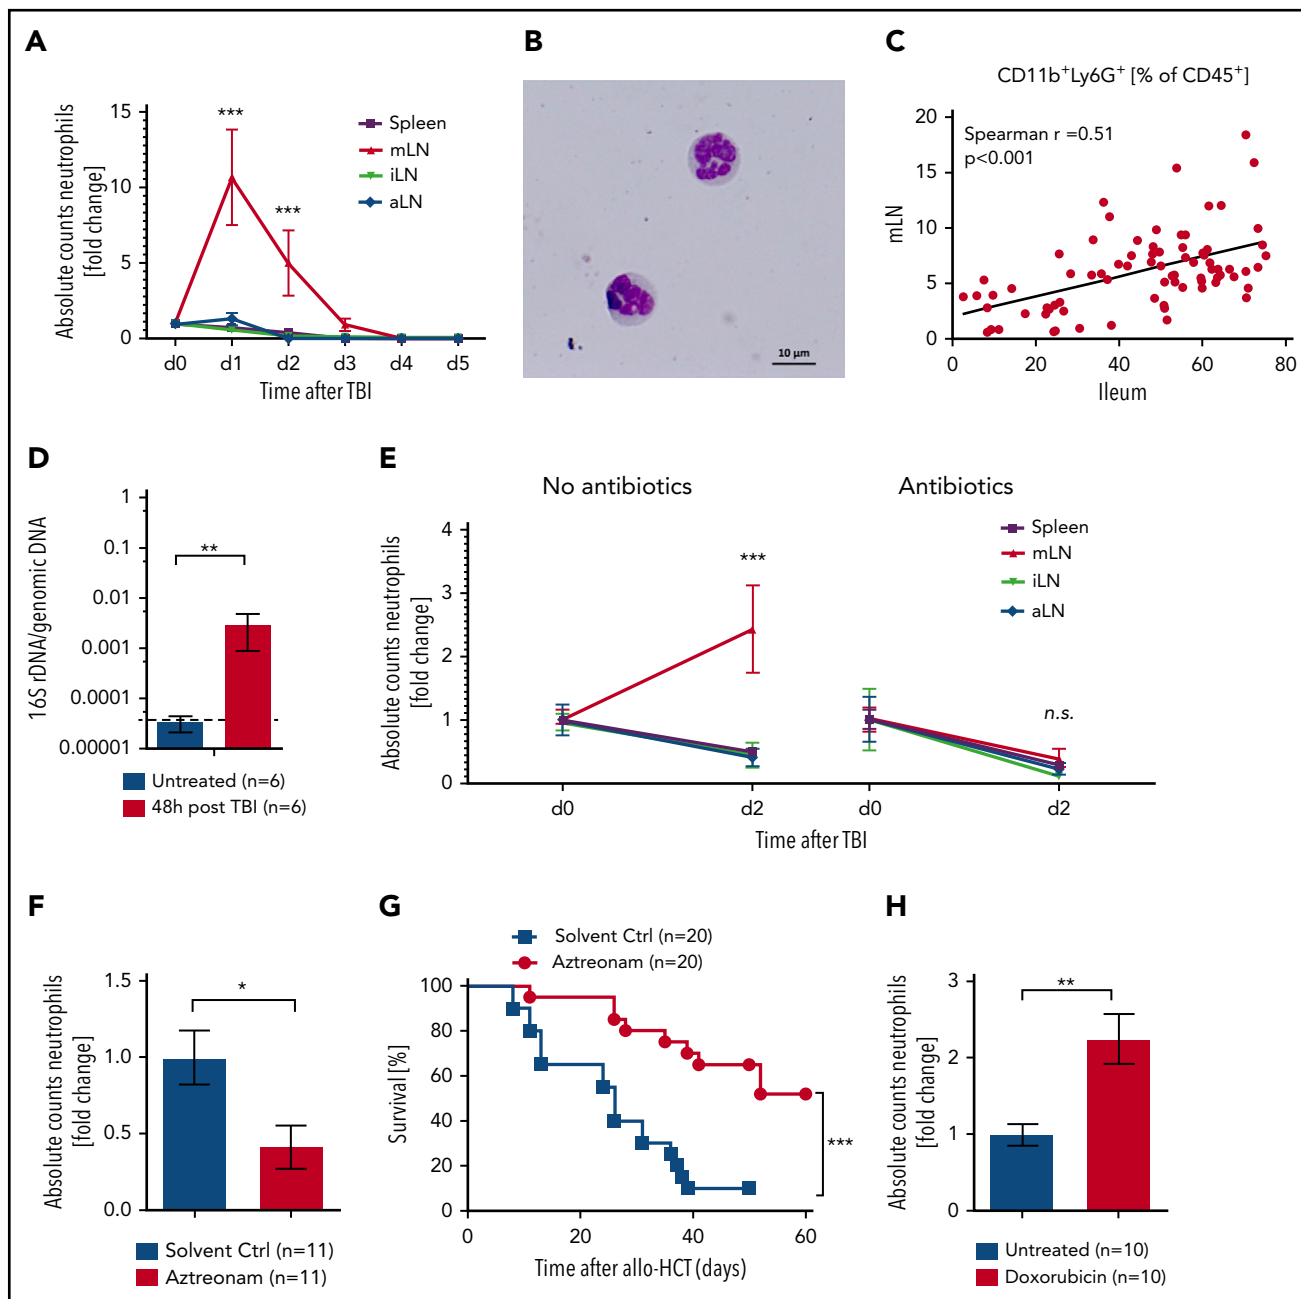 A
Absolute counts neutrophils
[fold change]
15
10
5
0
***
***
Spleen
mLN
iLN
aLN
d0 d1 d2 d3 d4 d5
Time after TBI
B
10 µm
C
CD11b+Ly6G+ [% of CD45+]
Spearman r =0.51
p<0.001
mLN
20
15
10
5
0
0 20 40 60 80
Ileum
D
16S rDNA/genomic DNA
1
0.1
0.01
0.001
0.0001
0.00001
**
Untreated (n=6)
48h post TBI (n=6)
E
No antibiotics
Antibiotics
Absolute counts neutrophils
[fold change]
4
3
2
1
0
***
n.s.
Spleen
mLN
iLN
aLN
d0 d2 d0 d2
Time after TBI
F
Absolute counts neutrophils
[fold change]
1.5
1.0
0.5
0.0
*
Solvent Ctrl (n=11)
Aztreonam (n=11)
G
Solvent Ctrl (n=20)
Aztreonam (n=20)
Survival [%]
100
80
60
40
20
0
***
0 20 40 60
Time after allo-HCT (days)
H
Absolute counts neutrophils
[fold change]
3
2
1
0
**
Untreated (n=10)
Doxorubicin (n=10)